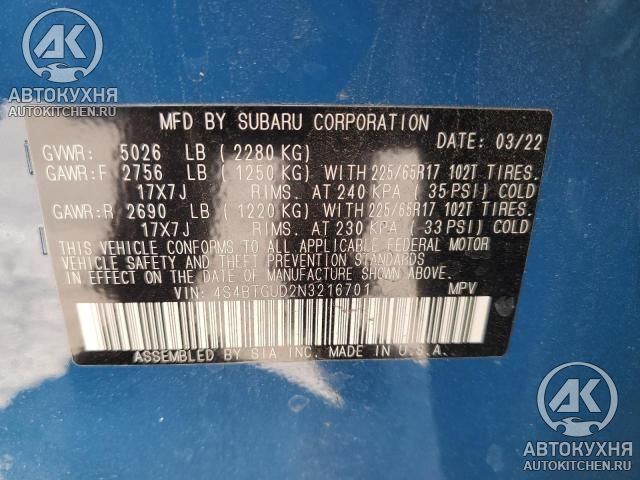 AK
АВТОКУХНЯ
AUTOKITCHEN.RU
MFD BY SUBARU CORPORATION
DATE: 03/22
GVWR: 5026 LB ( 2280 KG)
GAWR:F 2756 LB ( 1250 KG) WITH 225/65R17 102T TIRES.
17X7J RIMS. AT 240 KPA ( 35 PSI) COLD
GAWR:R 2690 LB ( 1220 KG) WITH 225/65R17 102T TIRES.
17X7J RIMS. AT 230 KPA ( 33 PSI) COLD
THIS VEHICLE CONFORMS TO ALL APPLICABLE FEDERAL MOTOR
VEHICLE SAFETY AND THEFT PREVENTION STANDARDS IN
EFFECT ON THE DATE OF MANUFACTURE SHOWN ABOVE.
VIN: 4S4BTGUD2N3216701 MPV
ASSEMBLED BY SIA INC. MADE IN U.S.A.
AK
АВТОКУХНЯ
AUTOKITCHEN.RU